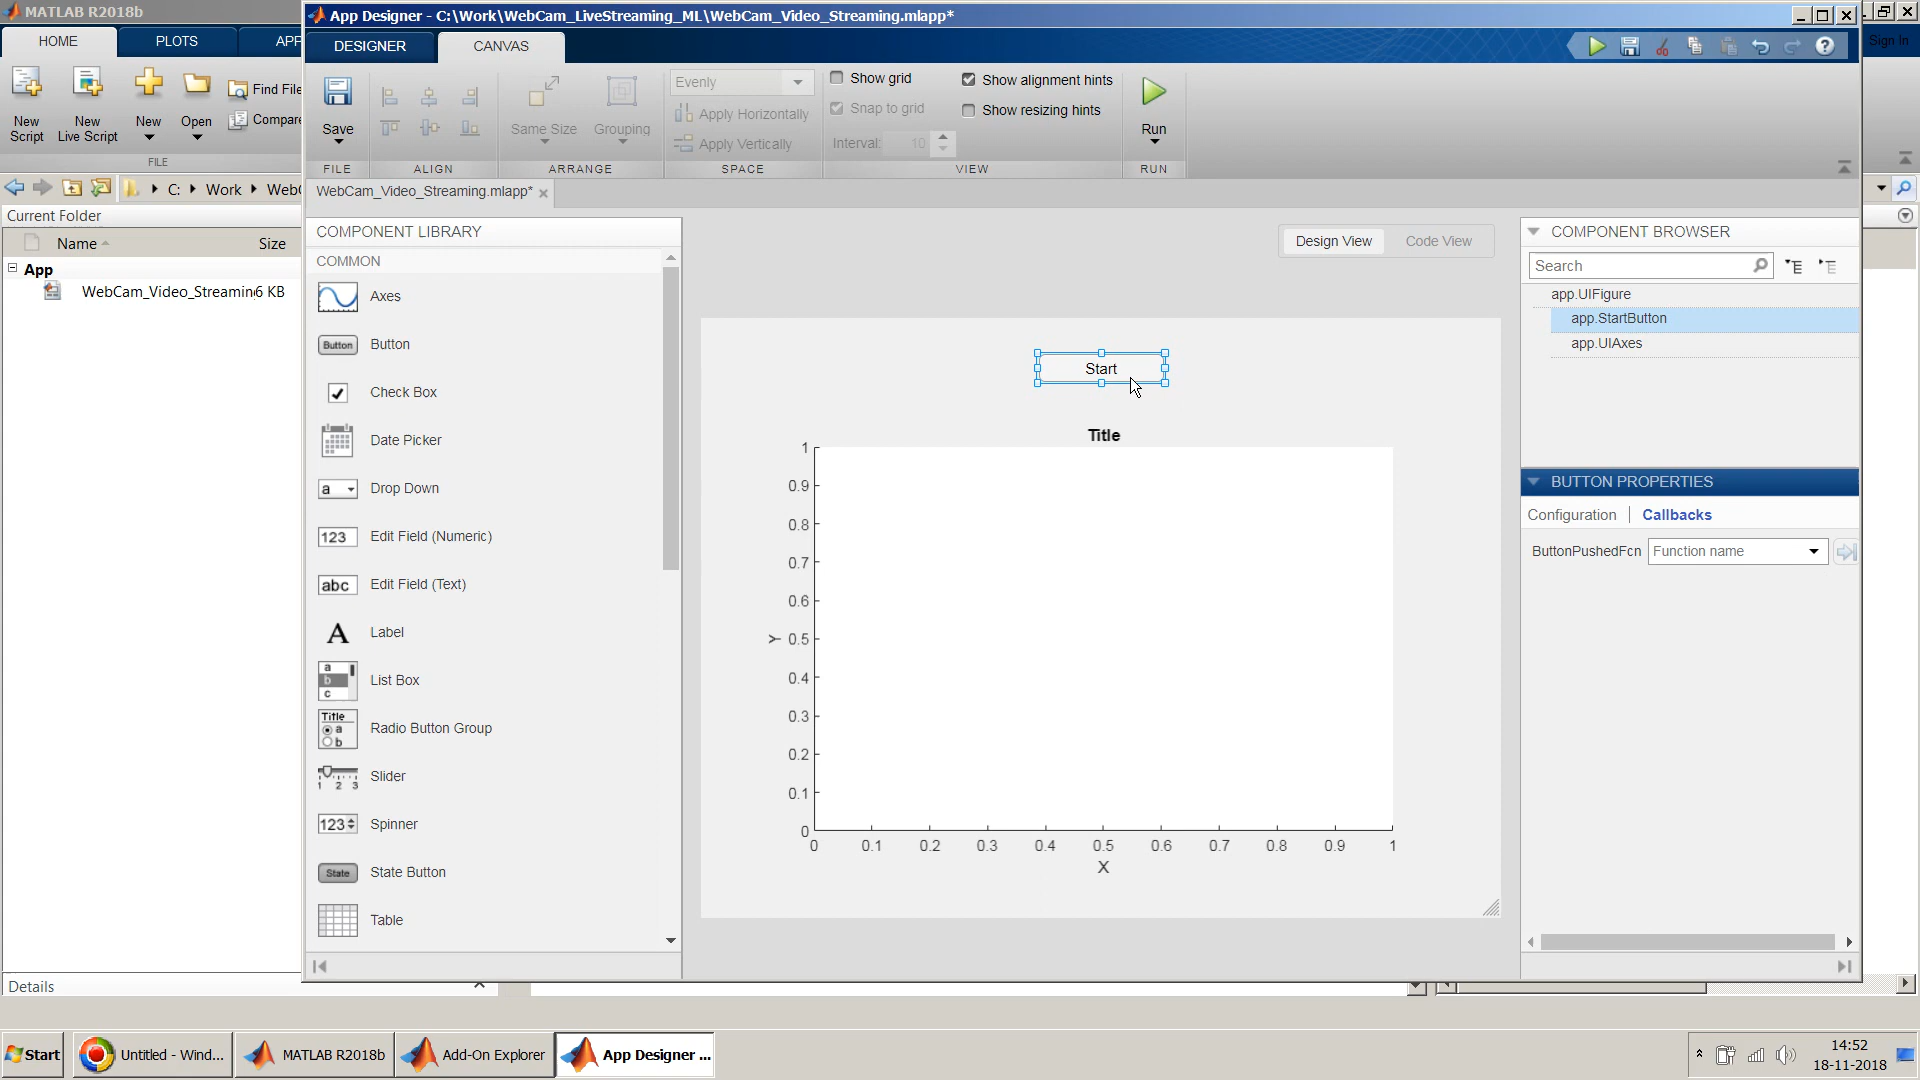 MATLAB R2018b
App Designer - C:\Work\WebCam_LiveStreaming_ML\WebCam_Video_Streaming.mlapp*
HOME
PLOTS
APP
DESIGNER
CANVAS
Sign In
New
Script
New
Live Script
New
Open
Find File
Compare
FILE
Save
FILE
ALIGN
Same Size
Grouping
ARRANGE
Evenly
Apply Horizontally
Apply Vertically
SPACE
Show grid
Snap to grid
Interval:
10
Show alignment hints
Show resizing hints
VIEW
Run
RUN
C:
Work
Web
WebCam_Video_Streaming.mlapp*
Current Folder
Name
Size
App
WebCam_Video_Streamin
6 KB
Details
COMPONENT LIBRARY
COMMON
Axes
Button
Button
Check Box
Date Picker
a
Drop Down
123
Edit Field (Numeric)
abc
Edit Field (Text)
A
Label
a
b
c
List Box
Title
a
b
Radio Button Group
1 2 3
Slider
123
Spinner
State
State Button
Table
Design View
Code View
Start
Title
1
0.9
0.8
0.7
0.6
0.5
0.4
0.3
0.2
0.1
0
Y
0
0.1
0.2
0.3
0.4
0.5
0.6
0.7
0.8
0.9
1
X
COMPONENT BROWSER
Search
app.UIFigure
app.StartButton
app.UIAxes
BUTTON PROPERTIES
Configuration
Callbacks
ButtonPushedFcn
Function name
Start
Untitled - Wind...
MATLAB R2018b
Add-On Explorer
App Designer ...
14:52
18-11-2018